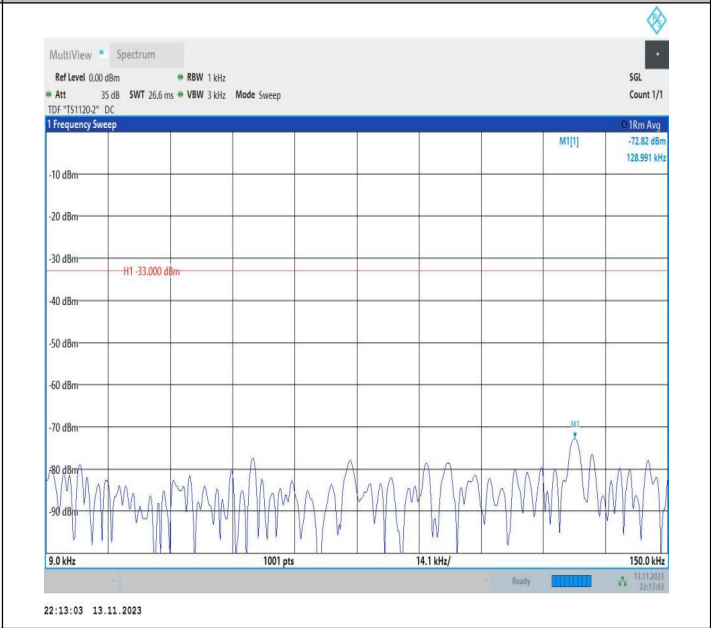 MultiView Spectrum
Ref Level 0.00 dBm RBW 1 kHz SGL
Att 35 dB SWT 26.6 ms VBW 3 kHz Mode Sweep Count 1/1
TDF "TS1120-2" DC
1 Frequency Sweep 1Rm Avg
M1[1] -72.82 dBm
128.991 kHz
-10 dBm
-20 dBm
-30 dBm
H1 -33.000 dBm
-40 dBm
-50 dBm
-60 dBm
-70 dBm
M1
-80 dBm
-90 dBm
9.0 kHz 1001 pts 14.1 kHz/ 150.0 kHz
Ready 13.11.2023
22:13:03
22:13:03 13.11.2023